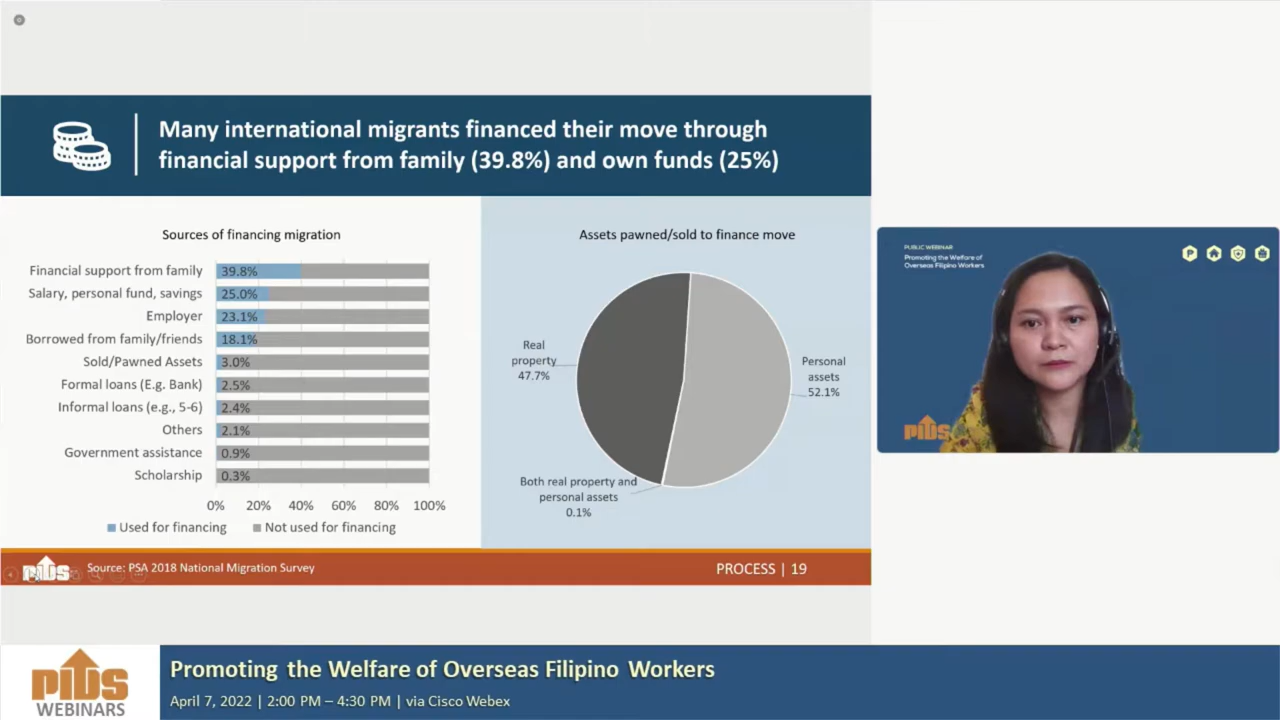 Many international migrants financed their move through
financial support from family (39.8%) and own funds (25%)
Sources of financing migration
Financial support from family 39.8%
Salary, personal fund, savings 25.0%
Employer 23.1%
Borrowed from family/friends 18.1%
Sold/Pawned Assets 3.0%
Formal loans (E.g. Bank) 2.5%
Informal loans (e.g., 5-6) 2.4%
Others 2.1%
Government assistance 0.9%
Scholarship 0.3%
0% 20% 40% 60% 80% 100%
Used for financing Not used for financing
Assets pawned/sold to finance move
Real
property
47.7%
Personal
assets
52.1%
Both real property and
personal assets
0.1%
PIDS
Source: PSA 2018 National Migration Survey
PROCESS | 19
PUBLIC WEBINAR
Promoting the Welfare of
Overseas Filipino Workers
P
PIDS
PIDS
WEBINARS
Promoting the Welfare of Overseas Filipino Workers
April 7, 2022 | 2:00 PM – 4:30 PM | via Cisco Webex